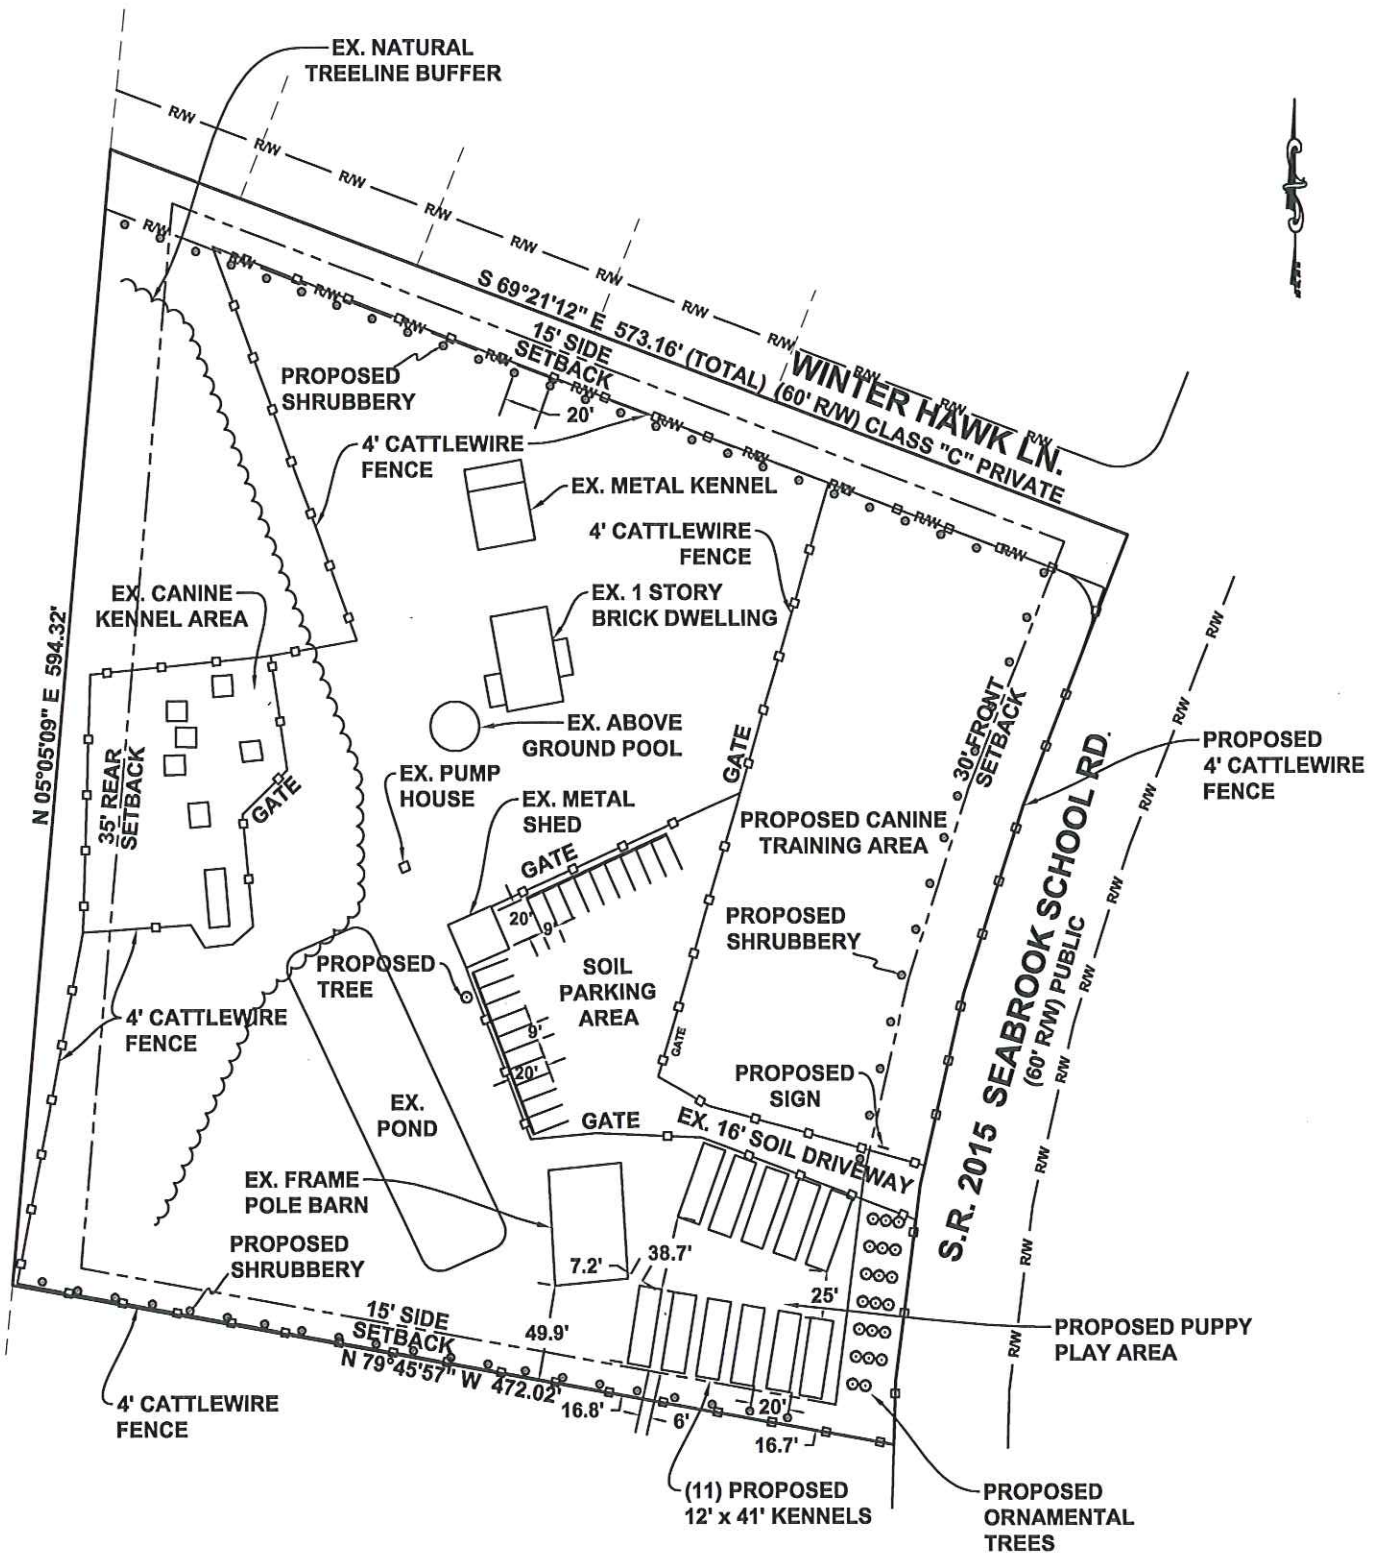 EX. NATURAL
TREELINE BUFFER
R/W
R/W
R/W
R/W
R/W
R/W
R/W
R/W
R/W
R/W
R/W
S 69°21'12" E 573.16' (TOTAL) (60' R/W) CLASS "C" PRIVATE
WINTER HAWK LN.
15' SIDE
SETBACK
R/W
R/W
R/W
R/W
R/W
R/W
R/W
R/W
R/W
R/W
R/W
PROPOSED
SHRUBBERY
20'
4' CATTLEWIRE
FENCE
EX. METAL KENNEL
4' CATTLEWIRE
FENCE
EX. CANINE
KENNEL AREA
EX. 1 STORY
BRICK DWELLING
N 05°05'09" E 594.32'
35' REAR
SETBACK
GATE
EX. ABOVE
GROUND POOL
GATE
30' FRONT
SETBACK
EX. PUMP
HOUSE
EX. METAL
SHED
GATE
PROPOSED
4' CATTLEWIRE
FENCE
PROPOSED CANINE
TRAINING AREA
20'
9'
PROPOSED
SHRUBBERY
S.R. 2015 SEABROOK SCHOOL RD.
(60' R/W) PUBLIC
R/W
R/W
R/W
R/W
R/W
R/W
R/W
R/W
R/W
PROPOSED
TREE
SOIL
PARKING
AREA
4' CATTLEWIRE
FENCE
9'
20'
GATE
PROPOSED
SIGN
EX.
POND
GATE
EX. 16' SOIL DRIVEWAY
EX. FRAME
POLE BARN
PROPOSED
SHRUBBERY
7.2'
38.7'
25'
15' SIDE
SETBACK
49.9'
N 79°45'57" W 472.02'
PROPOSED PUPPY
PLAY AREA
4' CATTLEWIRE
FENCE
16.8'
6'
20'
16.7'
(11) PROPOSED
12' x 41' KENNELS
PROPOSED
ORNAMENTAL
TREES